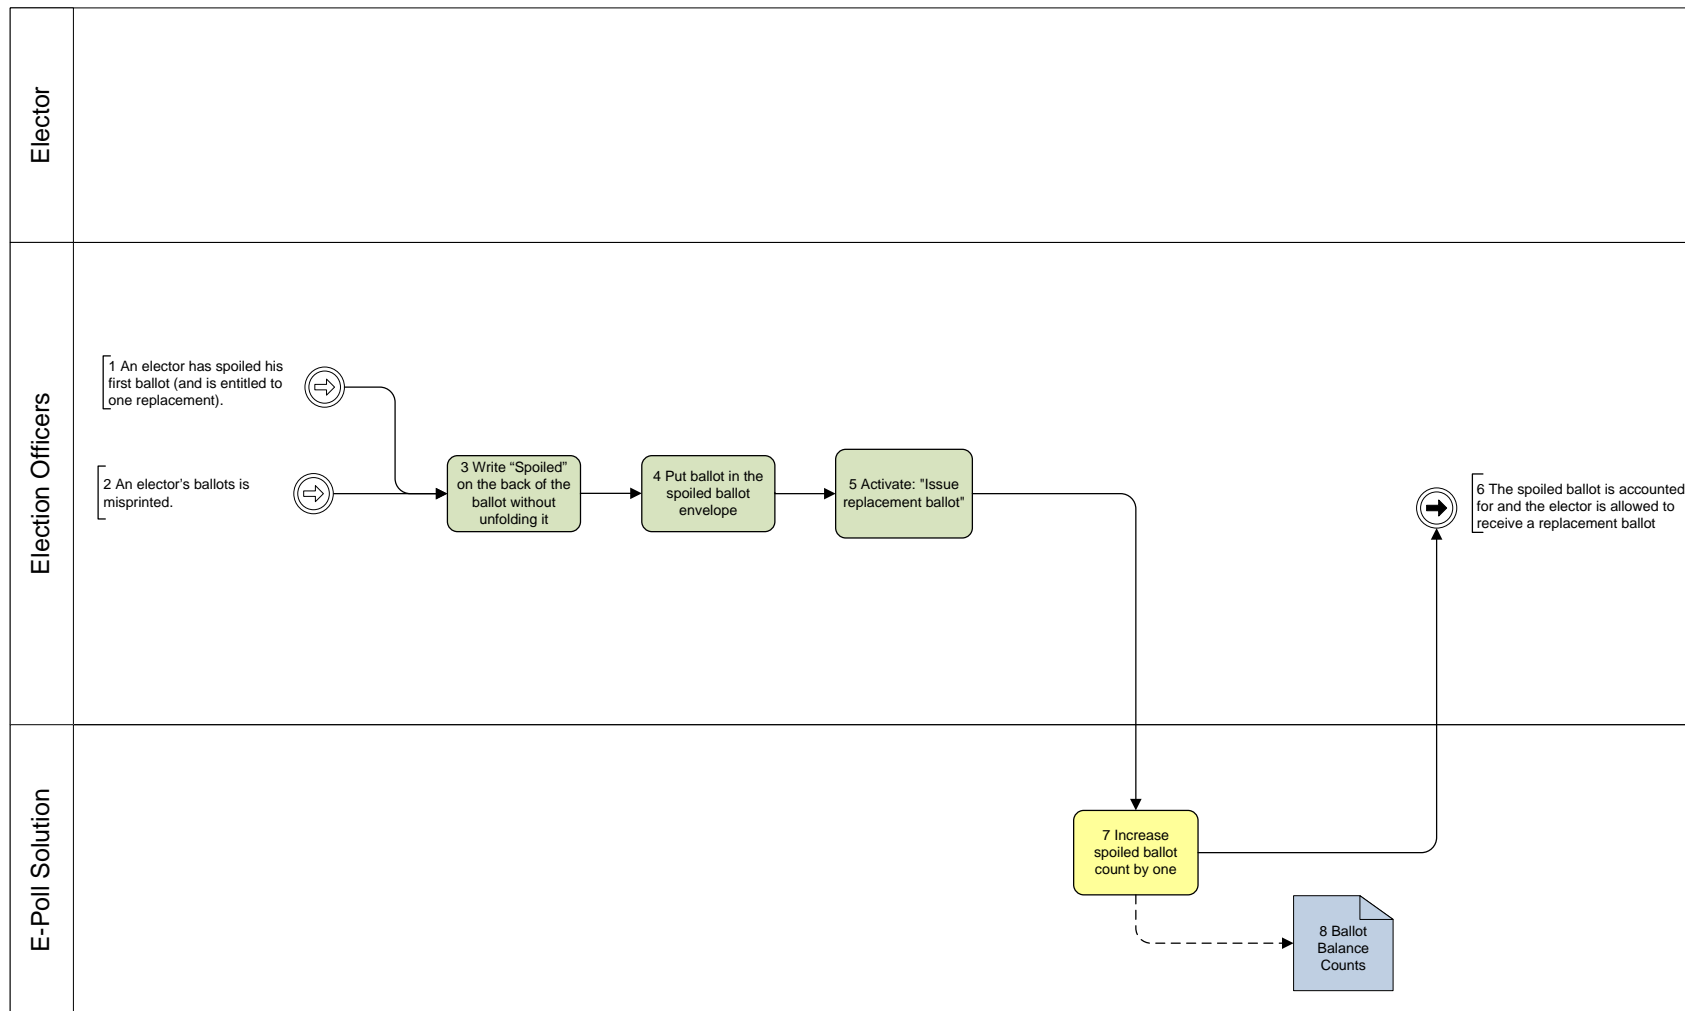 Elector
Election Officers
1 An elector has spoiled his
first ballot (and is entitled to
one replacement).
2 An elector’s ballots is
misprinted.
3 Write “Spoiled”
on the back of the
ballot without
unfolding it
4 Put ballot in the
spoiled ballot
envelope
5 Activate: "Issue
replacement ballot"
6 The spoiled ballot is accounted
for and the elector is allowed to
receive a replacement ballot
E-Poll Solution
7 Increase
spoiled ballot
count by one
8 Ballot
Balance
Counts